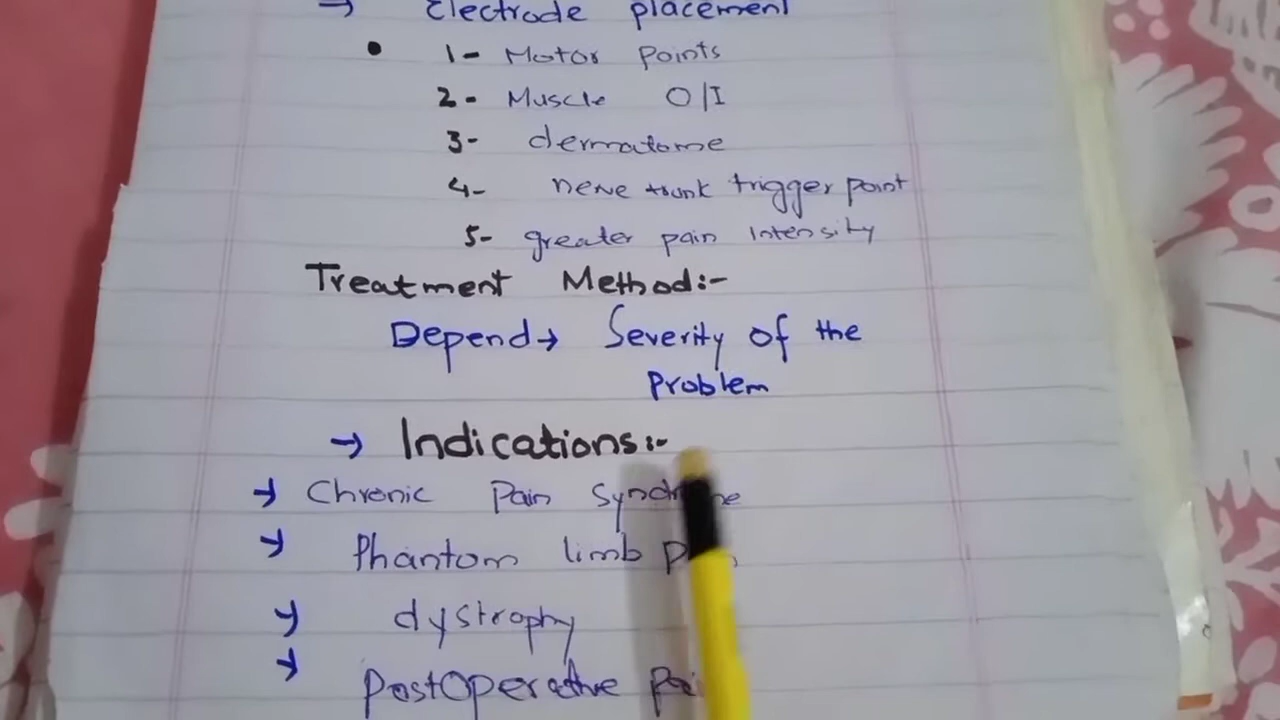 → Electrode placement
• 1- Motor Points
2- Muscle O/I
3- dermatome
4- nerve trunk trigger point
5- greater pain Intensity
Treatment Method:-
Depend → Severity of the
Problem
→ Indications:-
→ Chronic Pain Syndrome
→ Phantom limb
→ dystrophy
→ PostOperative